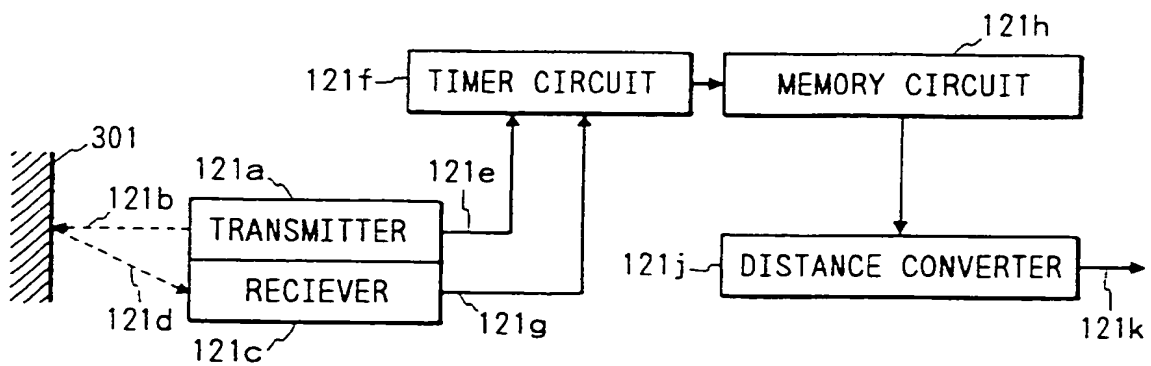 121h
121f
TIMER CIRCUIT
MEMORY CIRCUIT
301
121a
121e
121b
TRANSMITTER
121j
DISTANCE CONVERTER
RECIEVER
121d
121g
121k
121c